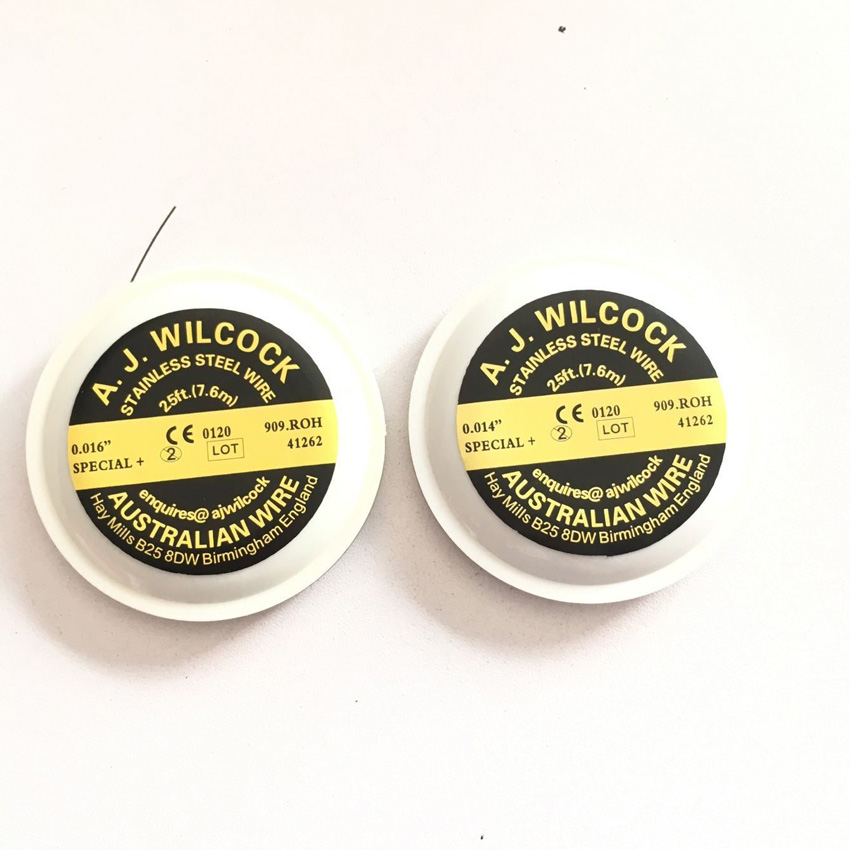 A. J. WILCOCK
STAINLESS STEEL WIRE
25ft.(7.6m)
0.016” CE 0120 909.ROH
SPECIAL + 2 LOT 41262
enquires@ ajwilcock
AUSTRALIAN WIRE
Hay Mills B25 8DW Birmingham England
A. J. WILCOCK
STAINLESS STEEL WIRE
25ft.(7.6m)
0.014” CE 0120 909.ROH
SPECIAL + 2 LOT 41262
enquires@ ajwilcock
AUSTRALIAN WIRE
Hay Mills B25 8DW Birmingham England